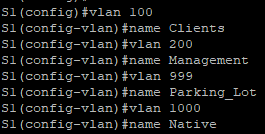 S1(config)#vlan 100
S1(config-vlan)#name Clients
S1(config-vlan)#vlan 200
S1(config-vlan)#name Management
S1(config-vlan)#vlan 999
S1(config-vlan)#name Parking_Lot
S1(config-vlan)#vlan 1000
S1(config-vlan)#name Native